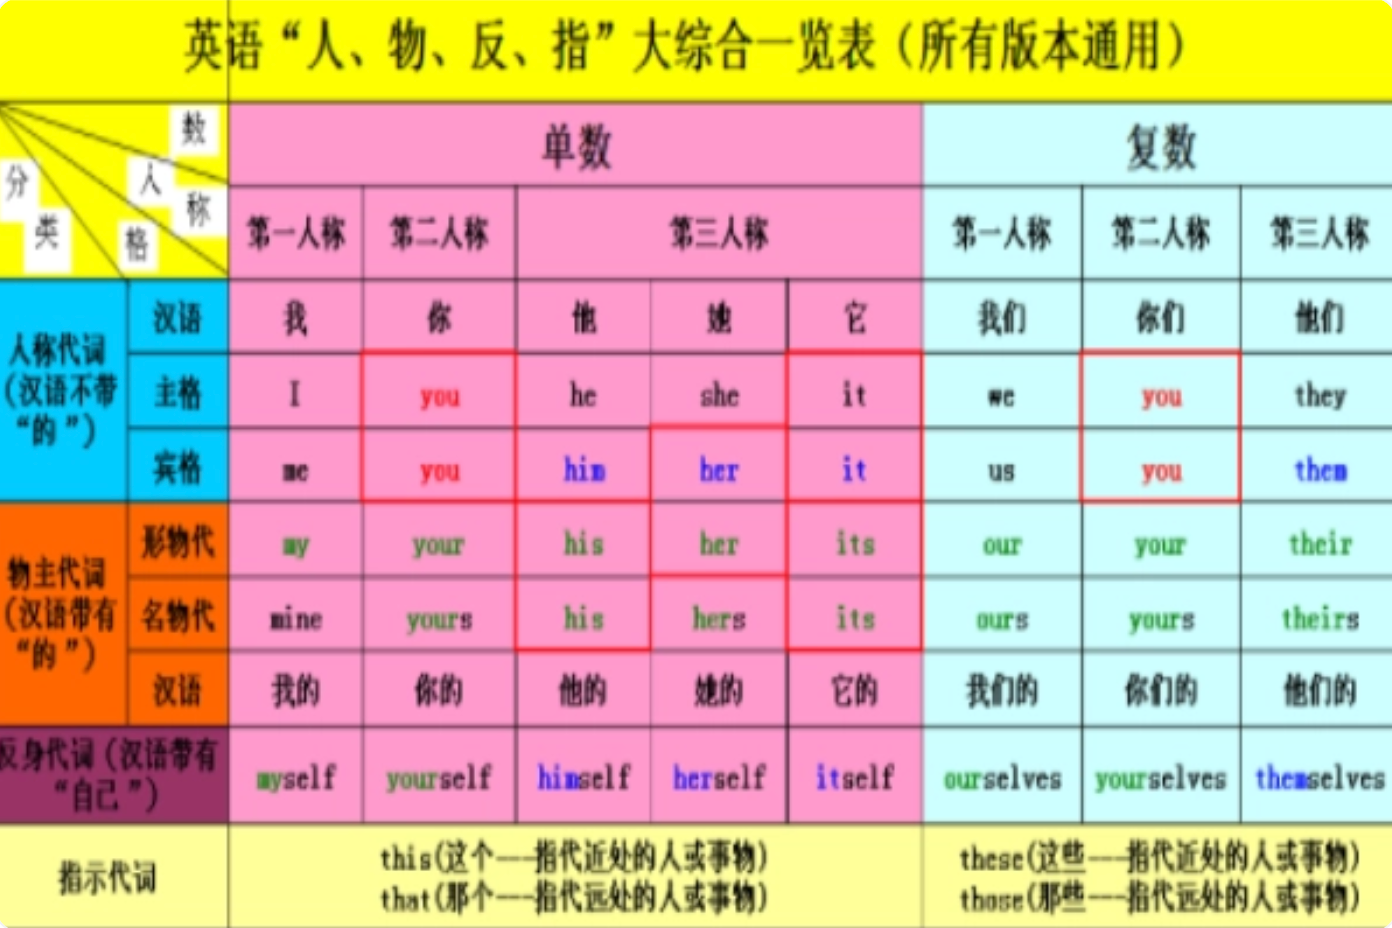 英语“人、物、反、指”大综合一览表（所有版本通用）
数
人
称
格
分
类
单数
复数
第一人称 第二人称 第三人称 第一人称 第二人称 第三人称
人称代词
（汉语不带
“的”）
汉语 我 你 他 她 它 我们 你们 他们
主格 I you he she it we you they
宾格 me you him her it us you them
物主代词
（汉语带有
“的”）
形物代 my your his her its our your their
名物代 mine yours his hers its ours yours theirs
汉语 我的 你的 他的 她的 它的 我们的 你们的 他们的
反身代词（汉语带有
“自己”）
myself yourself himself herself itself ourselves yourselves themselves
指示代词
this(这个---指代近处的人或事物)
that(那个---指代远处的人或事物)
these(这些---指代近处的人或事物)
those(那些---指代远处的人或事物)